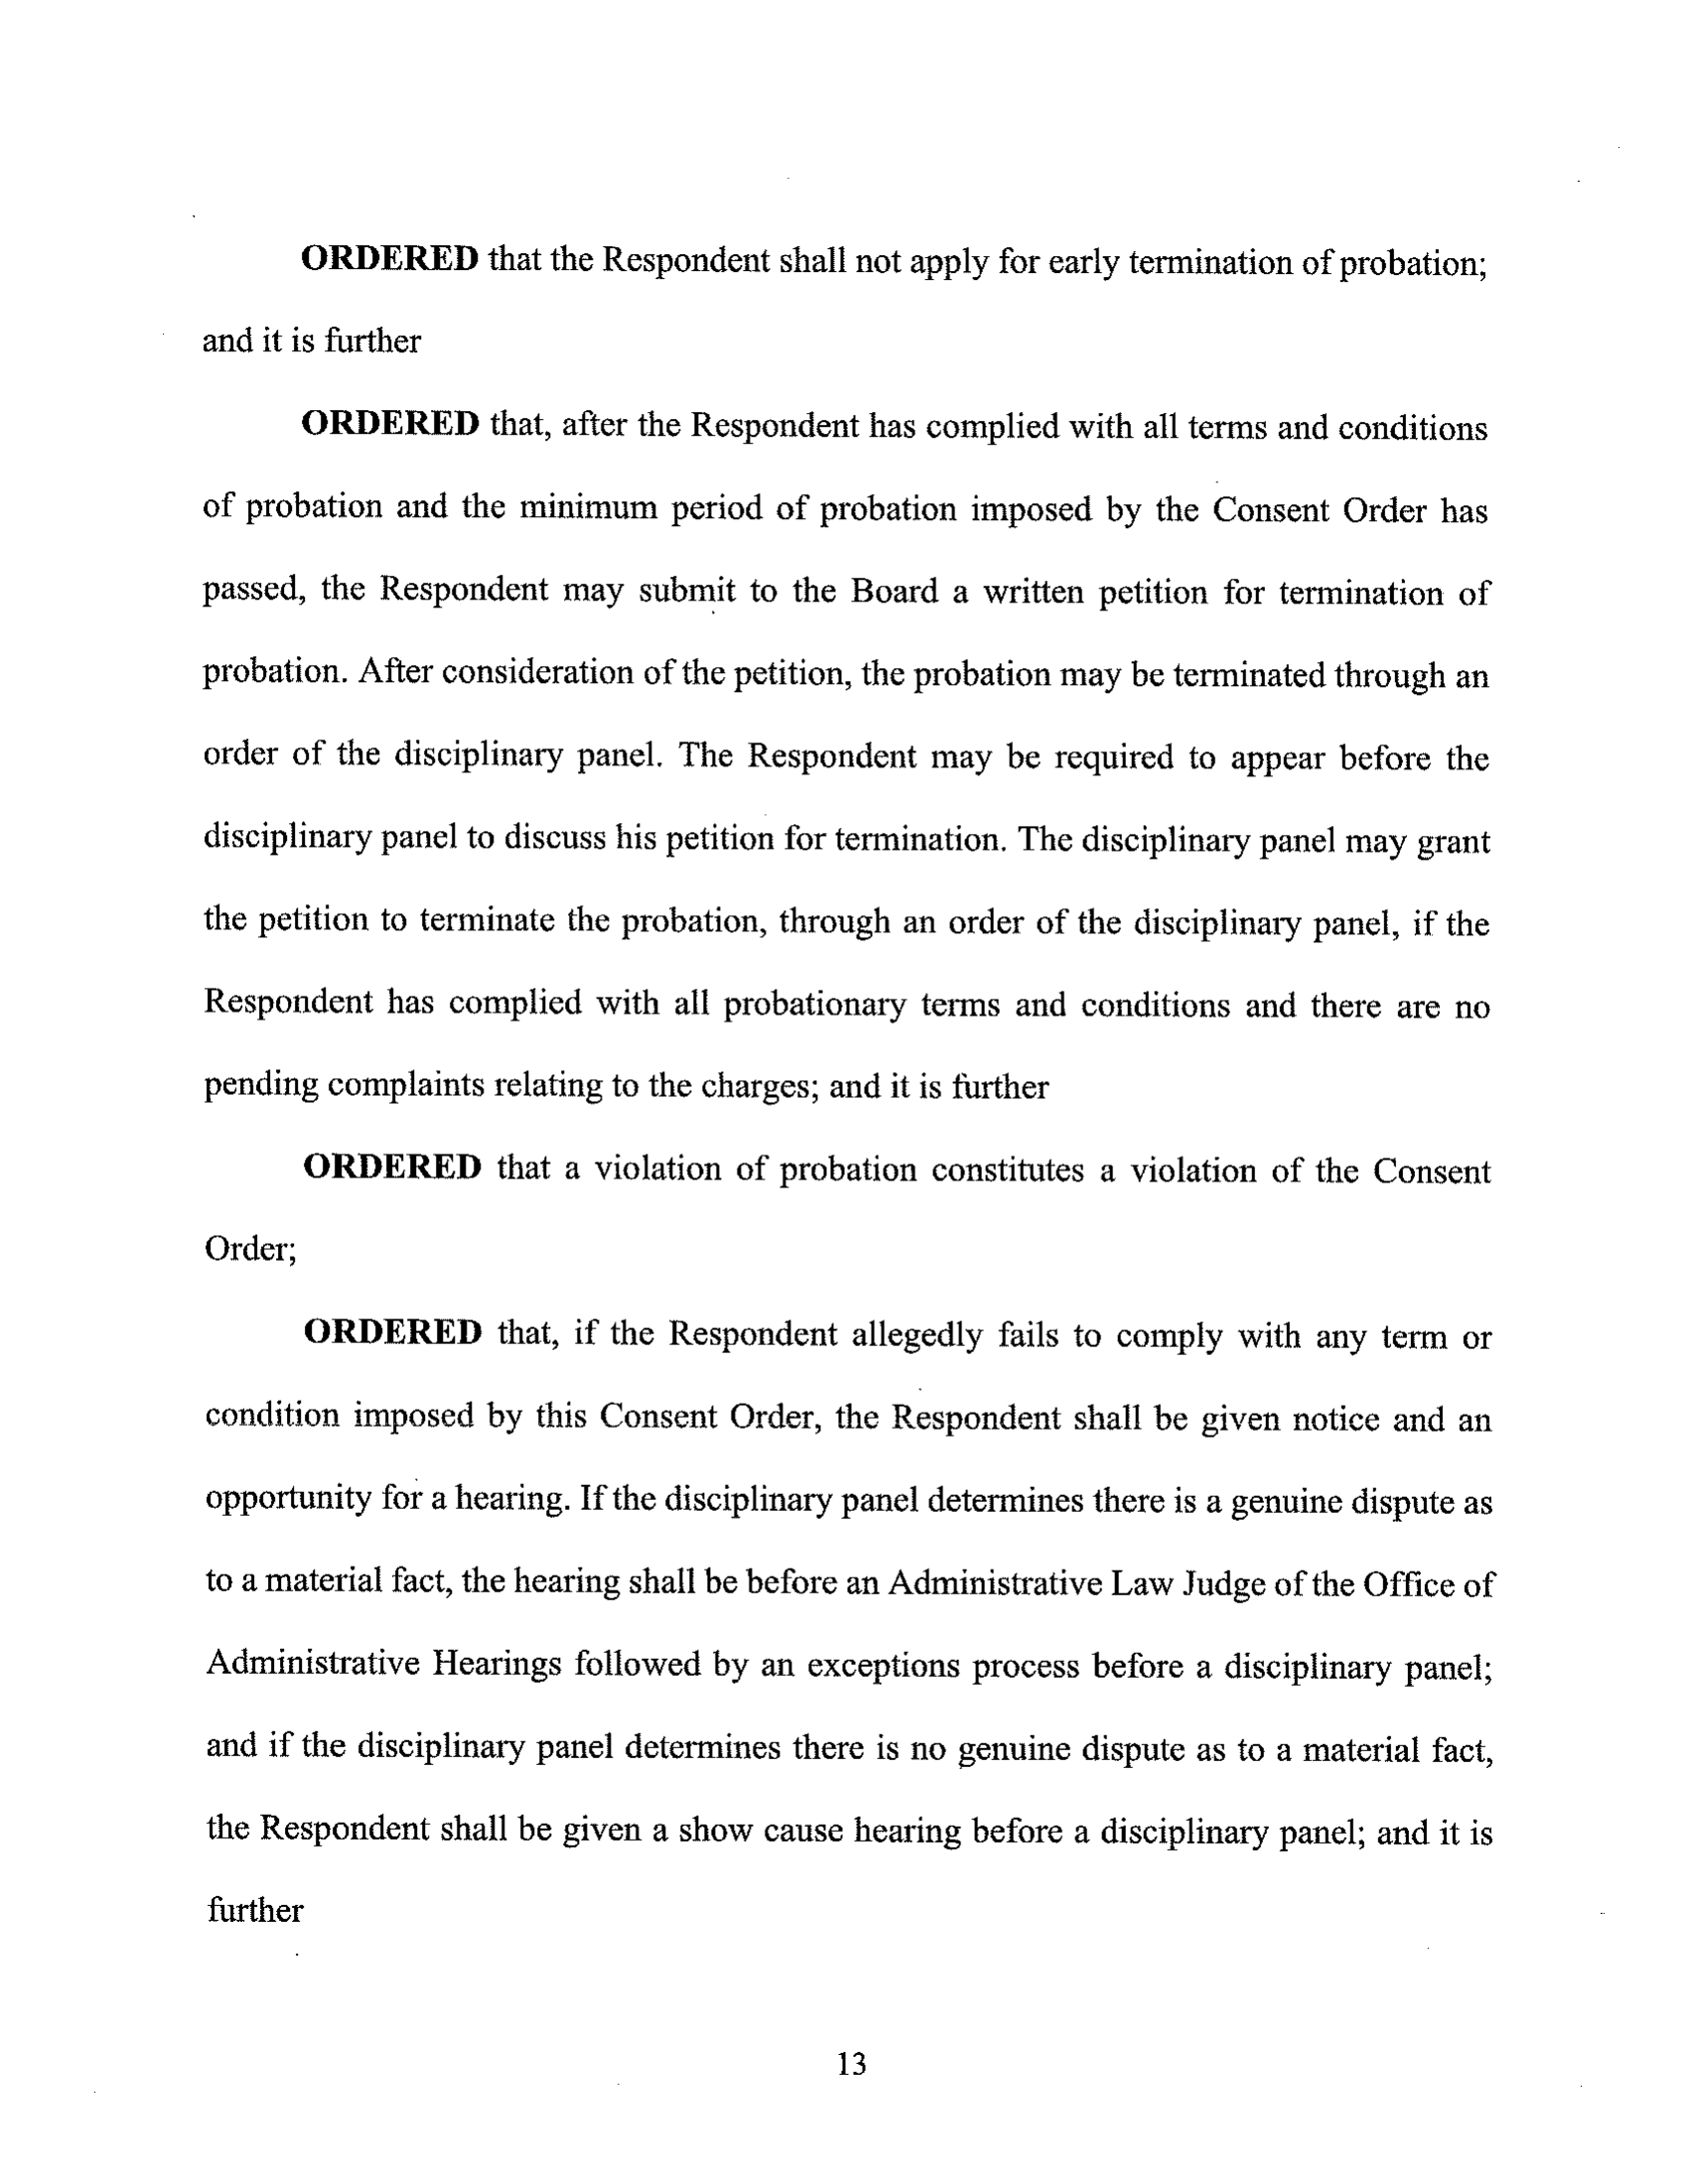 ORDERED that the Respondent shall not apply for early termination of probation;
and it is further
ORDERED that, after the Respondent has complied with all terms and conditions
of probation and the minimum period of probation imposed by the Consent Order has
passed, the Respondent may submit to the Board a written petition for termination of
probation. After consideration of the petition, the probation may be terminated through an
order of the disciplinary panel. The Respondent may be required to appear before the
disciplinary panel to discuss his petition for termination. The disciplinary panel may grant
the petition to terminate the probation, through an order of the disciplinary panel, if the
Respondent has complied with all probationary terms and conditions and there are no
pending complaints relating to the charges; and it is further
ORDERED that a violation of probation constitutes a violation of the Consent
Order;
ORDERED that, if the Respondent allegedly fails to comply with any term or
condition imposed by this Consent Order, the Respondent shall be given notice and an
opportunity for a hearing. If the disciplinary panel determines there is a genuine dispute as
to a material fact, the hearing shall be before an Administrative Law Judge of the Office of
Administrative Hearings followed by an exceptions process before a disciplinary panel;
and if the disciplinary panel determines there is no genuine dispute as to a material fact,
the Respondent shall be given a show cause hearing before a disciplinary panel; and it is
further
13